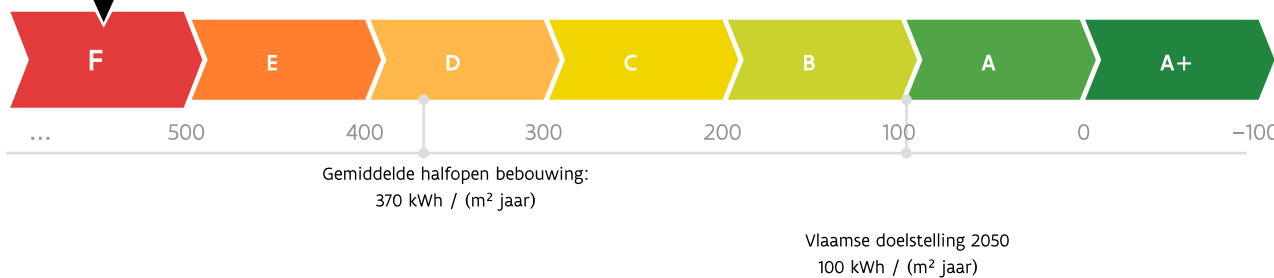 F E D C B A A+
... 500 400 300 200 100 0 −100
Gemiddelde halfopen bebouwing:
370 kWh / (m² jaar)
Vlaamse doelstelling 2050
100 kWh / (m² jaar)